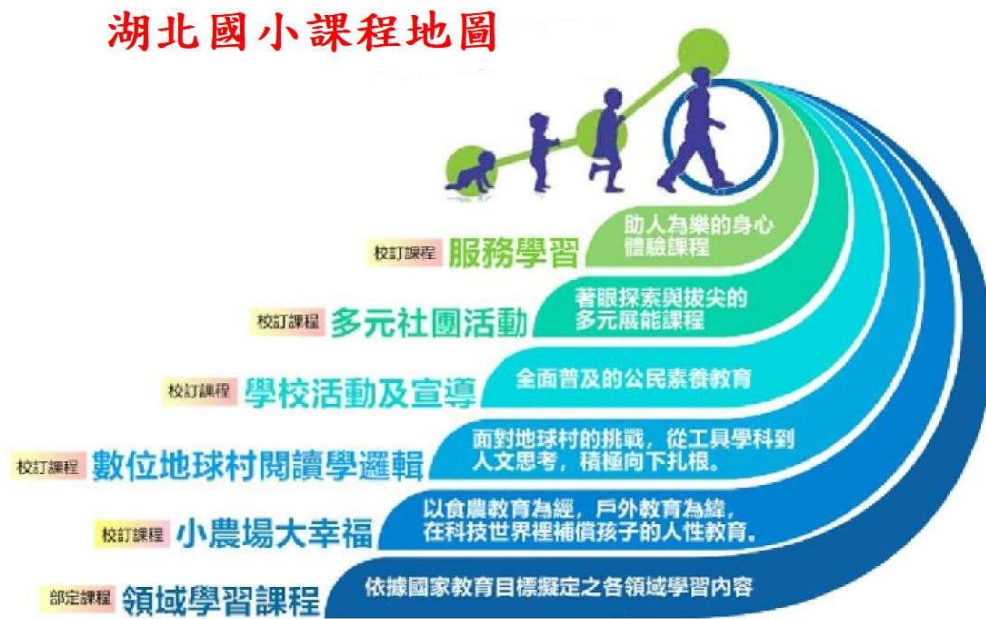 湖北國小課程地圖
校訂課程 服務學習
助人為樂的身心
體驗課程
校訂課程 多元社團活動
著眼探索與拔尖的
多元展能課程
校訂課程 學校活動及宣導
全面普及的公民素養教育
校訂課程 數位地球村閱讀學邏輯
面對地球村的挑戰，從工具學科到
人文思考，積極向下扎根。
校訂課程 小農場大幸福
以食農教育為經，戶外教育為緯，
在科技世界裡補償孩子的人性教育。
部定課程 領域學習課程
依據國家教育目標擬定之各領域學習內容